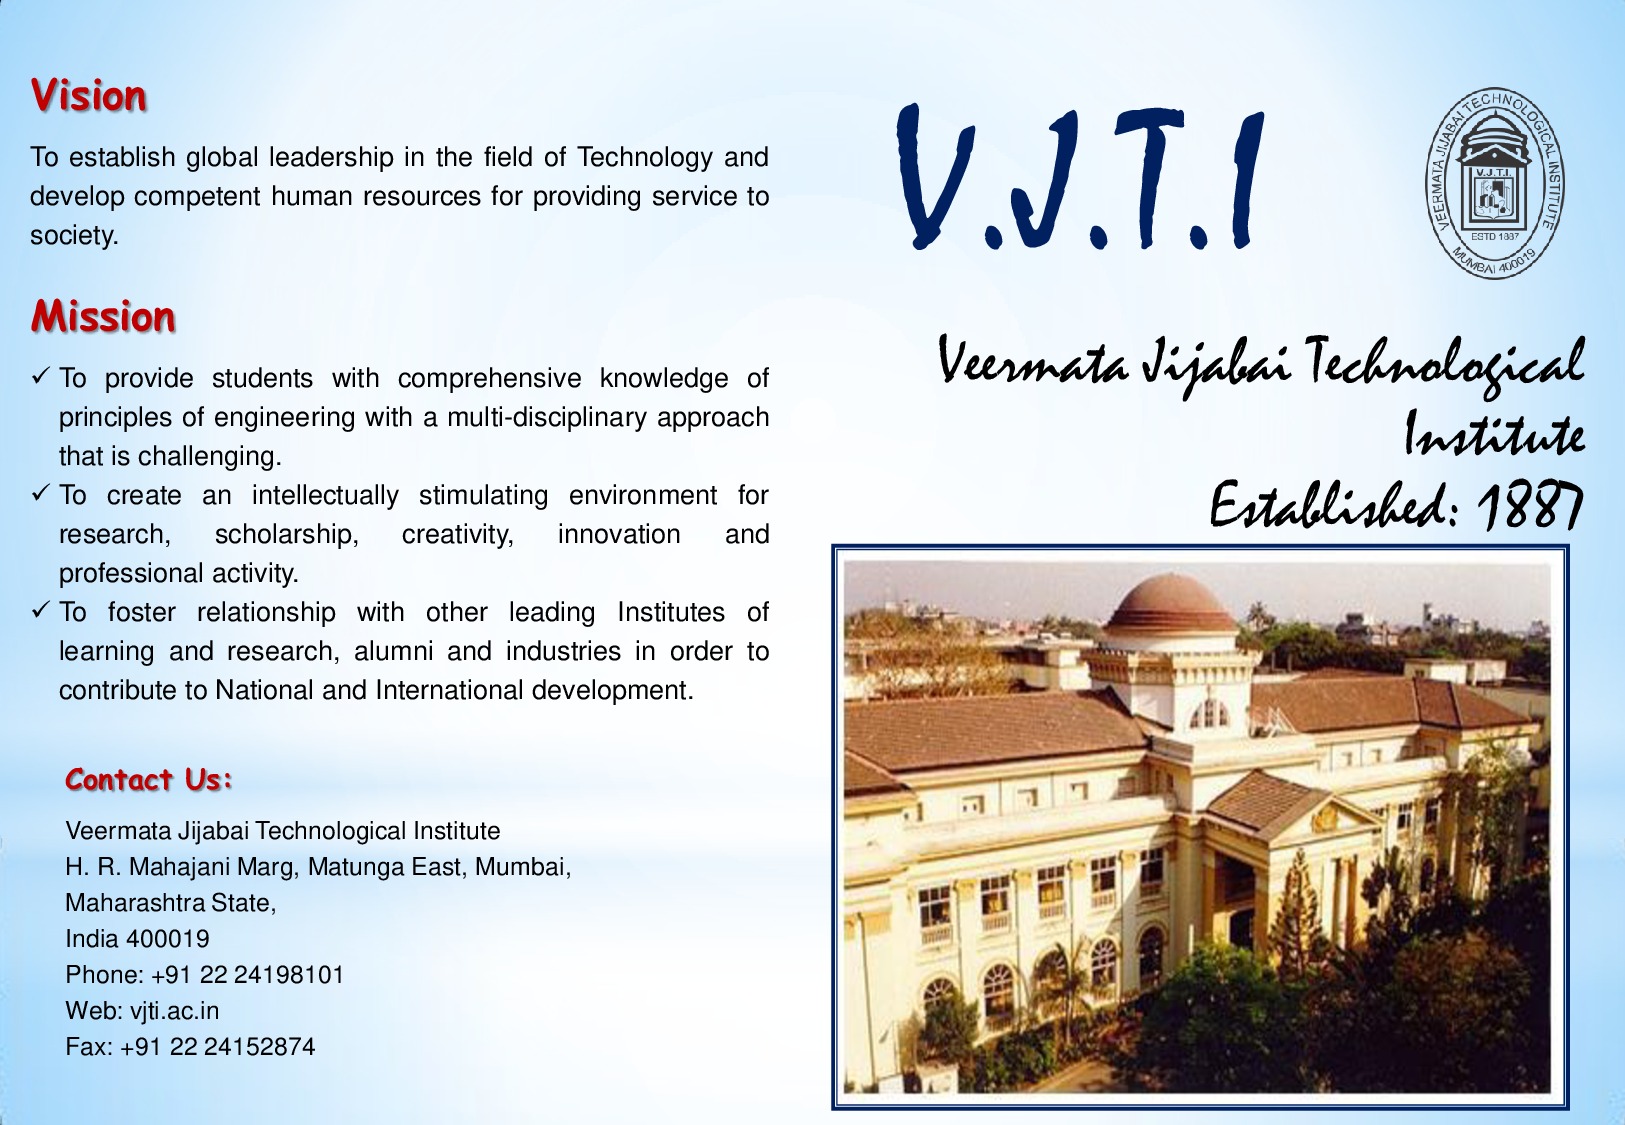 Vision
To establish global leadership in the field of Technology and
develop competent human resources for providing service to
society.
Mission
✓ To provide students with comprehensive knowledge of
principles of engineering with a multi-disciplinary approach
that is challenging.
✓ To create an intellectually stimulating environment for
research, scholarship, creativity, innovation and
professional activity.
✓ To foster relationship with other leading Institutes of
learning and research, alumni and industries in order to
contribute to National and International development.
Contact Us:
Veermata Jijabai Technological Institute
H. R. Mahajani Marg, Matunga East, Mumbai,
Maharashtra State,
India 400019
Phone: +91 22 24198101
Web: vjti.ac.in
Fax: +91 22 24152874
V.J.T.I
VEERMATA JIJABAI TECHNOLOGICAL INSTITUTE
V.J.T.I.
ESTD 1887
MUMBAI 400019
Veermata Jijabai Technological
Institute
Established: 1887